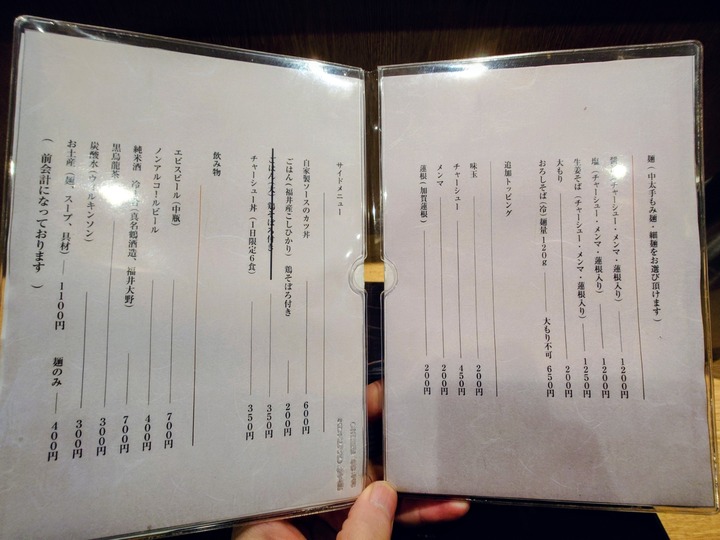 麺(中太手もみ麺・細麺をお選び頂けます)
(チャーシュー・メンマ・蓮根入り) 1200円
塩(チャーシュー・メンマ・蓮根入り) 1200円
生姜そば(チャーシュー・メンマ・蓮根入り) 1250円
大もり 200円
おろしそば(冷)麺量120g 大もり不可 650円
追加トッピング
味玉 200円
チャーシュー 450円
メンマ 200円
蓮根(加賀蓮根) 200円
サイドメニュー
自家製ソースのカツ丼 600円
ごはん(福井産こしひかり)鶏そぼろ付き 200円
ごはん(大)鶏そぼろ付き 350円
チャーシュー丼(1日限定6食) 350円
飲み物
ヱビスビール(中瓶) 700円
ノンアルコールビール 400円
純米酒 冷 (真名鶴酒造、福井大野) 700円
黒烏龍茶 300円
炭酸水(ウィルキンソン) 300円
お土産(麺、スープ、具材) 1100円 麺のみ 400円
(前会計になっております)